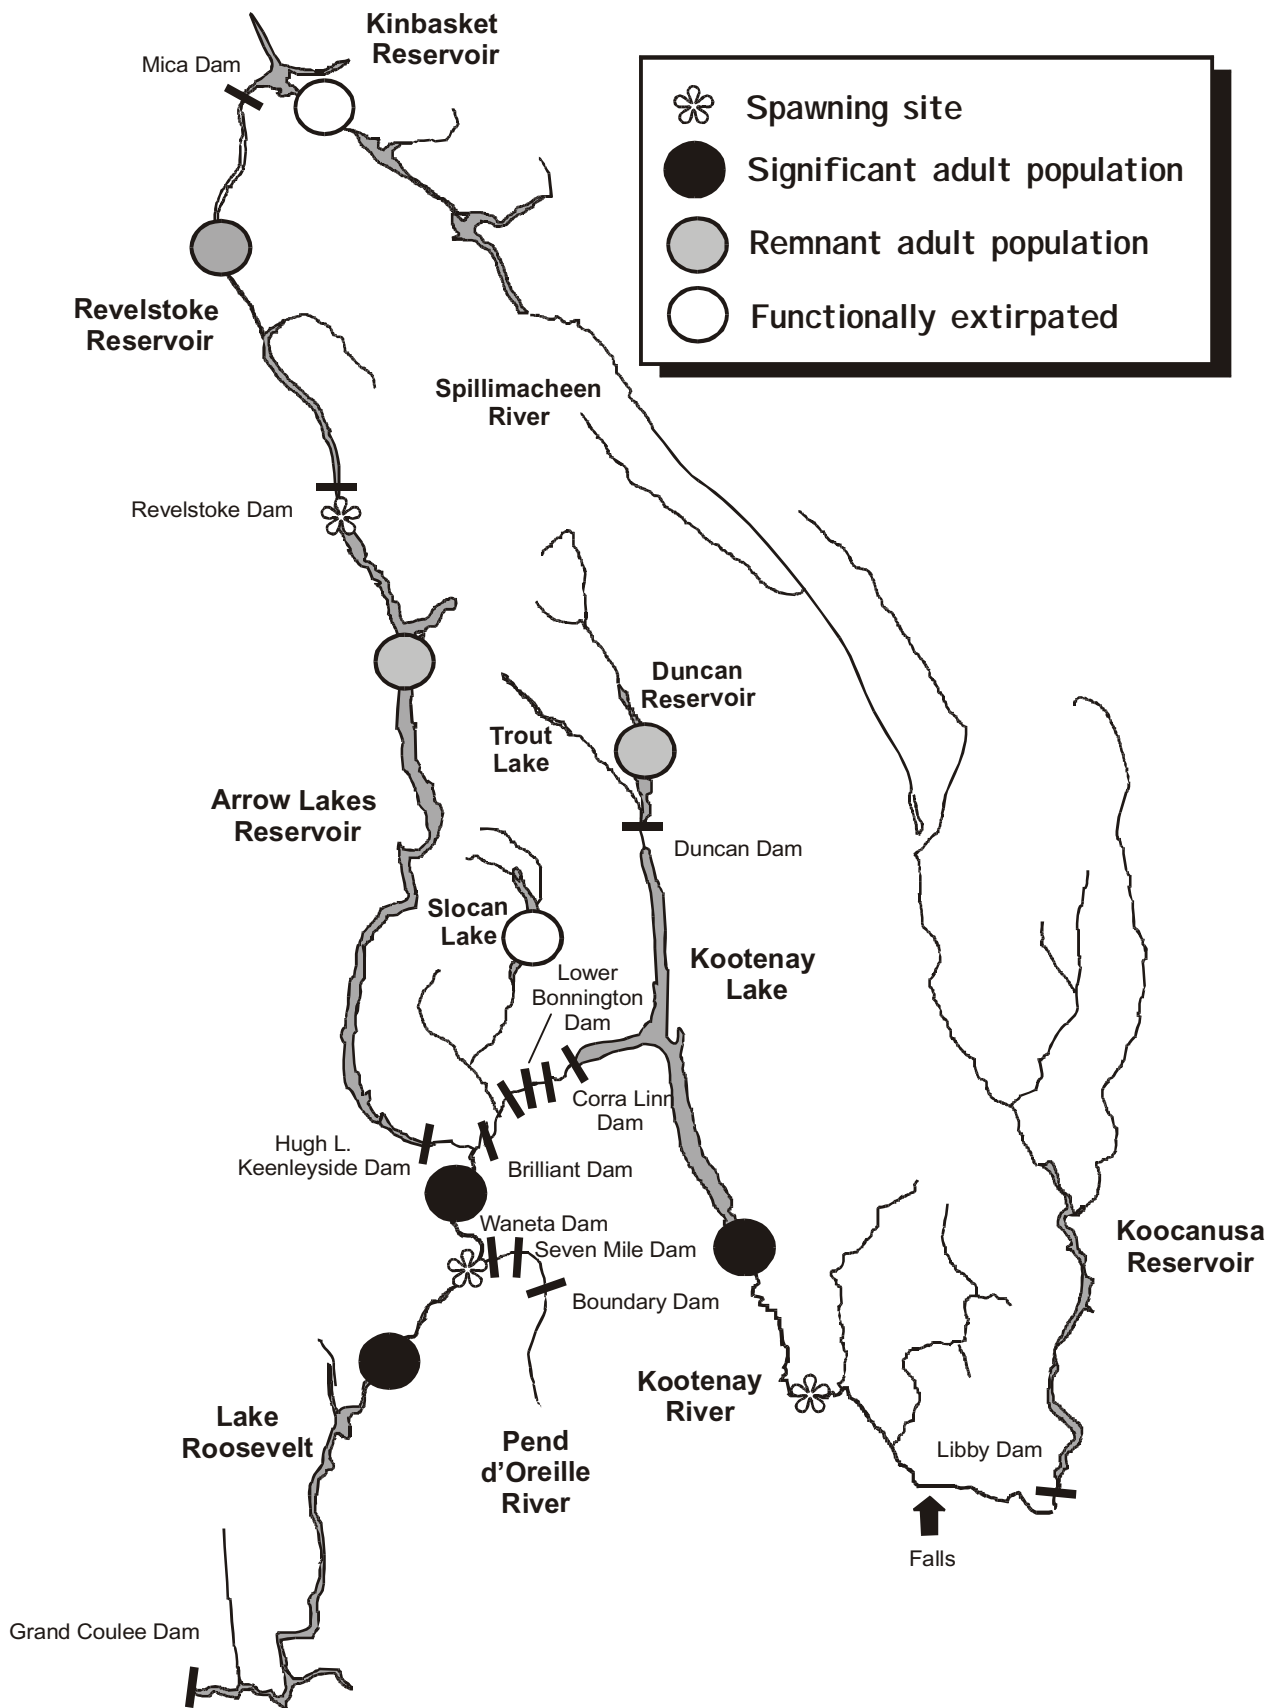 Kinbasket
Reservoir
Mica Dam
Spawning site
Significant adult population
Remnant adult population
Functionally extirpated
Revelstoke
Reservoir
Spillimacheen
River
Revelstoke Dam
Duncan
Reservoir
Trout
Lake
Arrow Lakes
Reservoir
Duncan Dam
Slocan
Lake
Kootenay
Lake
Lower
Bonnington
Dam
Corra Linn
Dam
Hugh L.
Keenleyside Dam
Brilliant Dam
Waneta Dam
Seven Mile Dam
Boundary Dam
Koocanusa
Reservoir
Kootenay
River
Lake
Roosevelt
Pend
d'Oreille
River
Libby Dam
Falls
Grand Coulee Dam